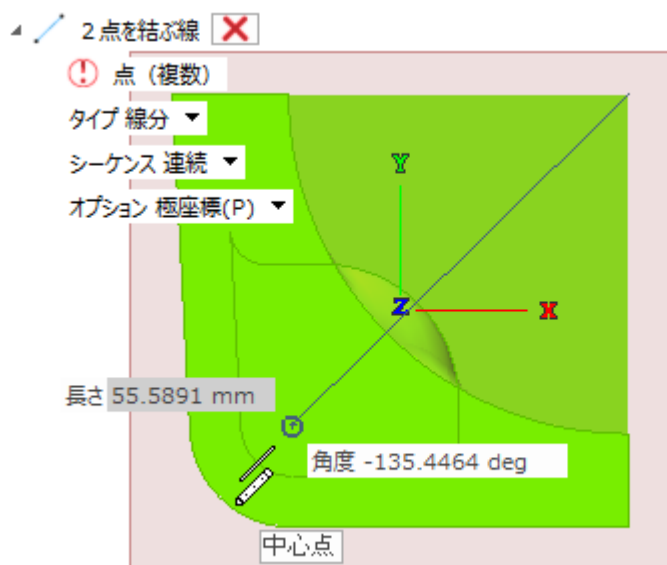 2点を結ぶ線
点（複数）
タイプ 線分
シーケンス 連続
オプション 極座標(P)
Y
Z
X
長さ 55.5891 mm
角度 -135.4464 deg
中心点